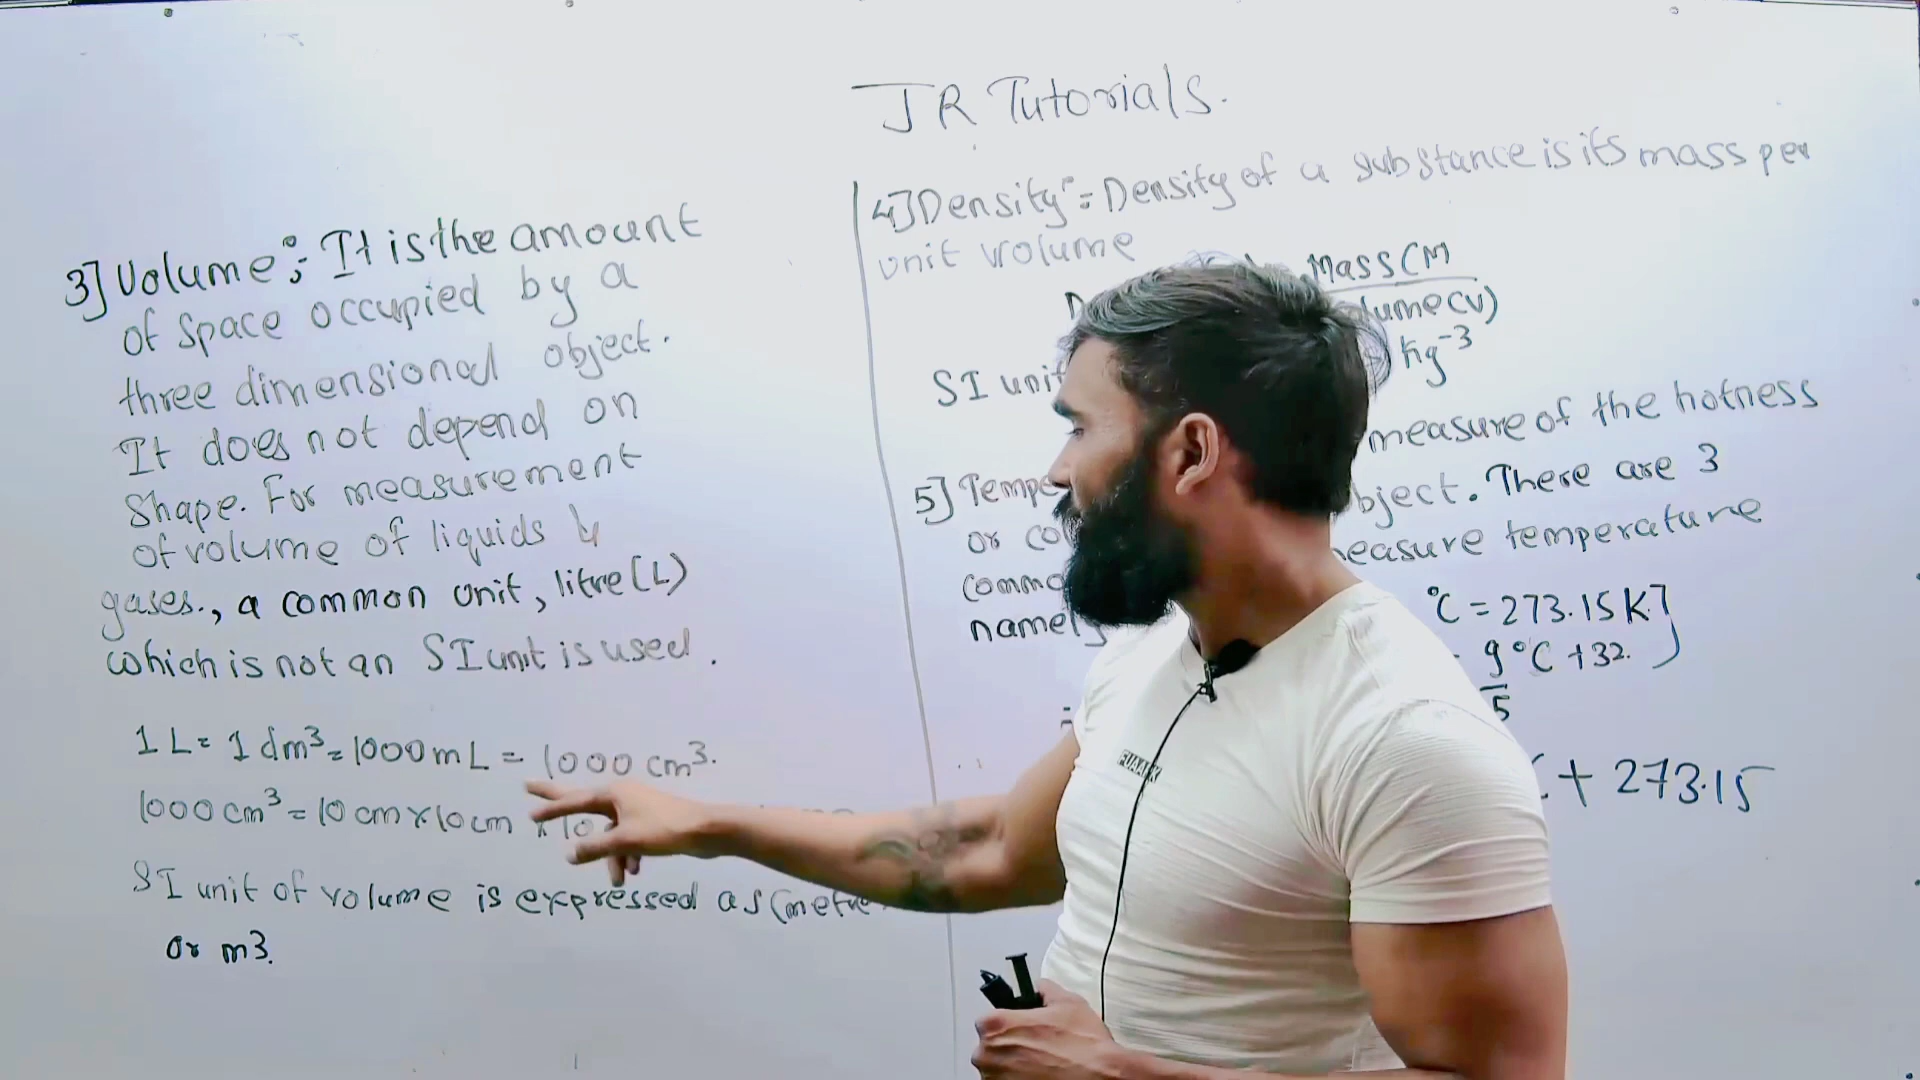 JR Tutorials.
3] Volume: It is the amount
of space occupied by a
three dimensional object.
It does not depend on
shape. For measurement
of volume of liquids &
gases., a common unit, litre (L)
which is not an SI unit is used.
1 L = 1 dm³ = 1000 mL = 1000 cm³.
1000 cm³ = 10 cm x 10 cm x 10
SI unit of volume is expressed as (metre
or m3.
4] Density := Density of a substance is its mass per
unit volume
Mass (M
lume (V)
SI unit kg⁻³
5] Tempe measure of the hotness
or co bject. There are 3
commo easure temperature
namely
°C = 273.15 K]
9 °C + 32.
5
+ 273.15